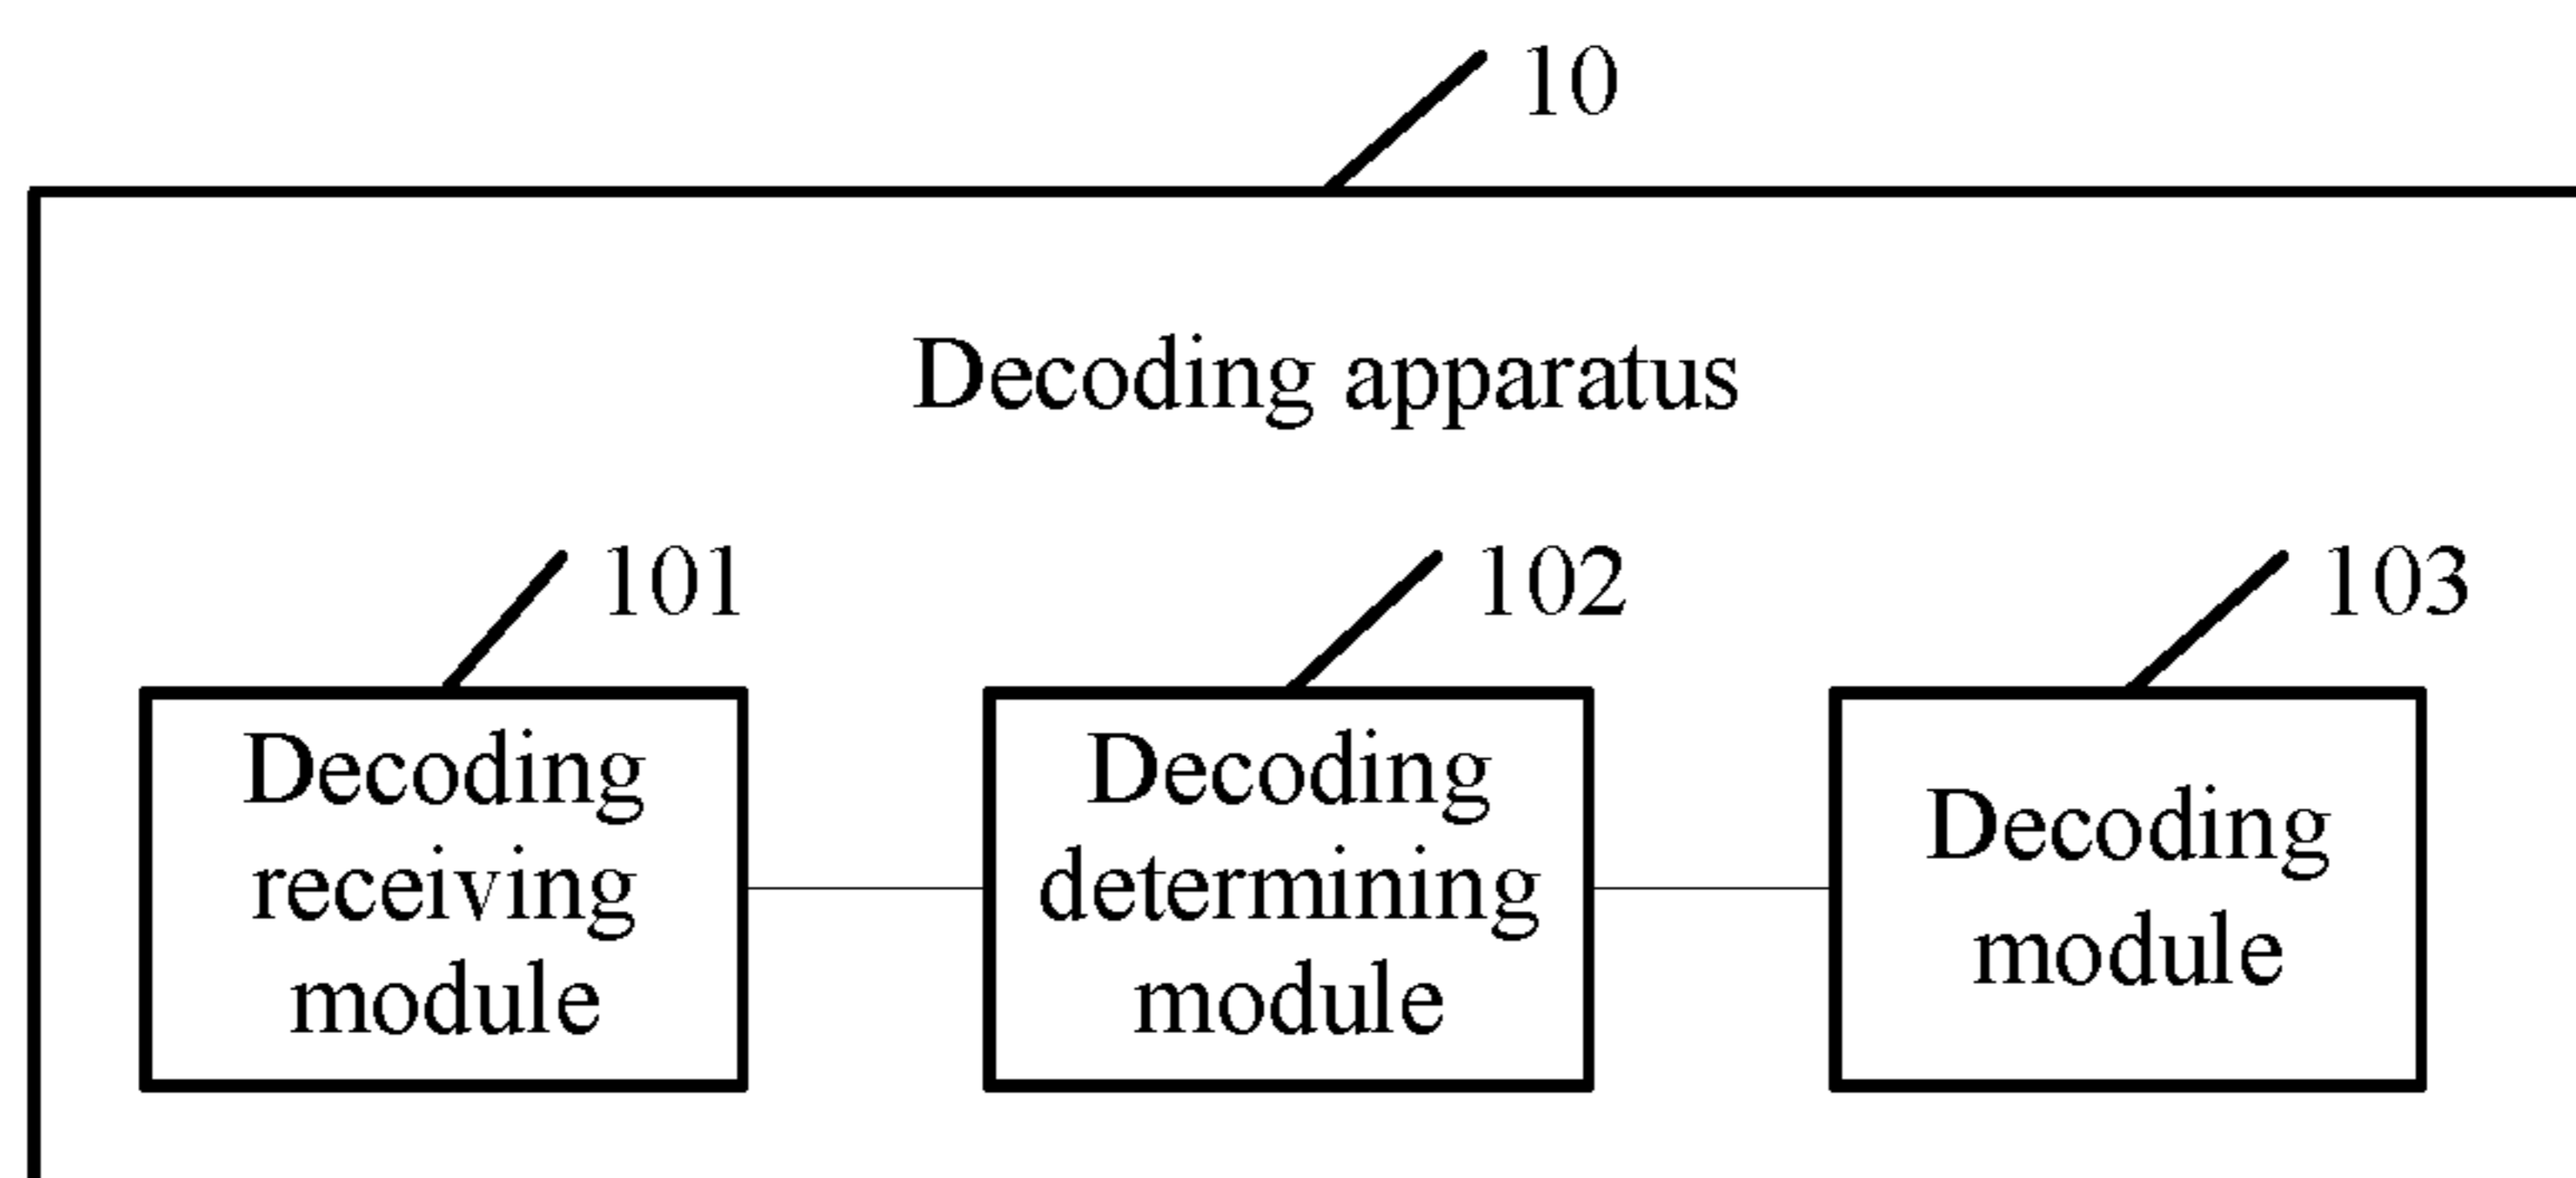 10
Decoding apparatus
101
102
103
Decoding
receiving
module
Decoding
determining
module
Decoding
module